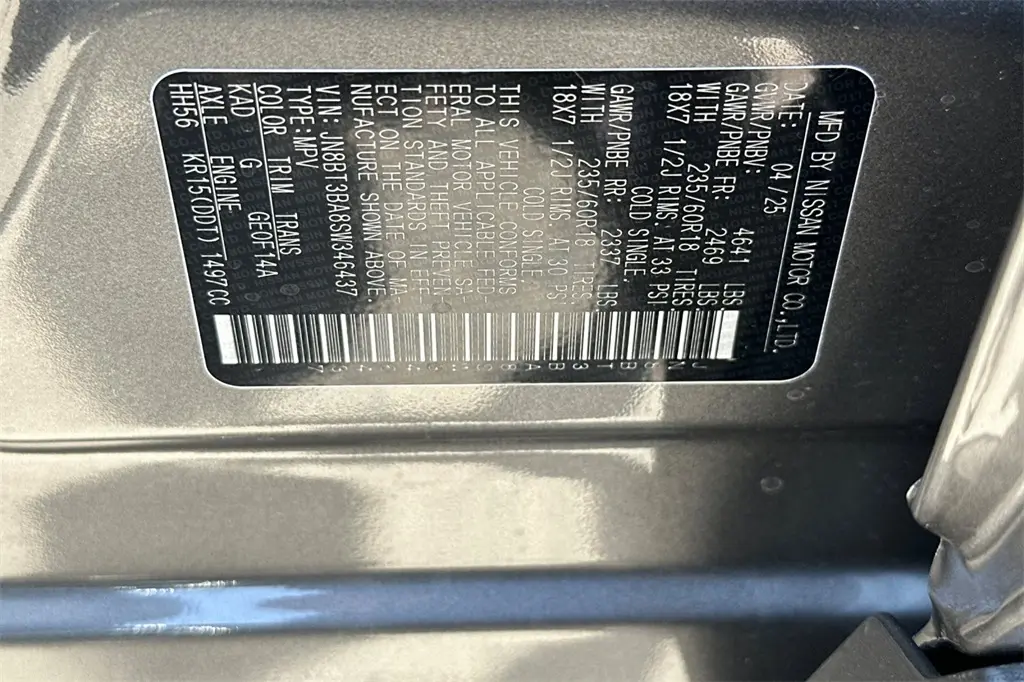 MFD BY NISSAN MOTOR CO.,LTD.
DATE: 04/25
GVWR/PNBV: 4641 LBS
GAWR/PNBE FR: 2469 LBS
WITH 235/60R18 TIRES
18X7 1/2J RIMS, AT 33 PSI
COLD SINGLE.
GAWR/PNBE RR: 2337 LBS
WITH 235/60R18 TIRES
18X7 1/2J RIMS, AT 30 PSI
COLD SINGLE.
THIS VEHICLE CONFORMS
TO ALL APPLICABLE FED-
ERAL MOTOR VEHICLE SA-
FETY AND THEFT PREVEN-
TION STANDARDS IN EFF-
ECT ON THE DATE OF MA-
NUFACTURE SHOWN ABOVE.
VIN: JN8BT3BA8SW346437
TYPE:MPV
COLOR TRIM TRANS
KAD G GE0F14A
AXLE ENGINE
HH56 KR15(DDT) 1497CC